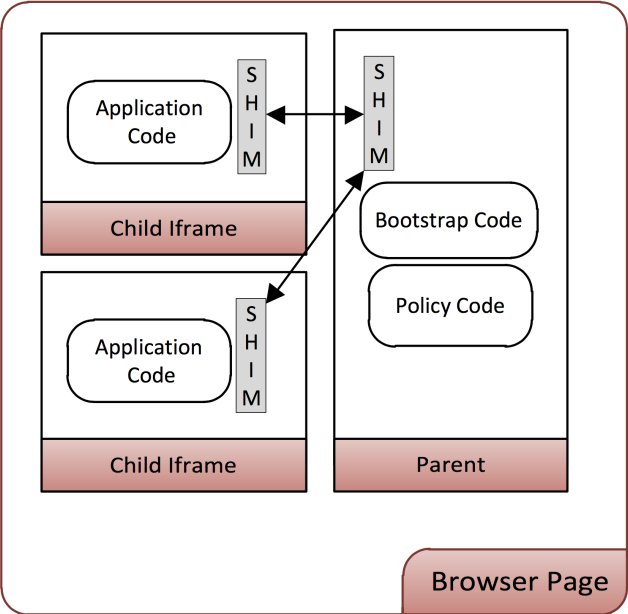 Application
Code
S
H
I
M
Child Iframe
Application
Code
S
H
I
M
Child Iframe
S
H
I
M
Bootstrap Code
Policy Code
Parent
Browser Page